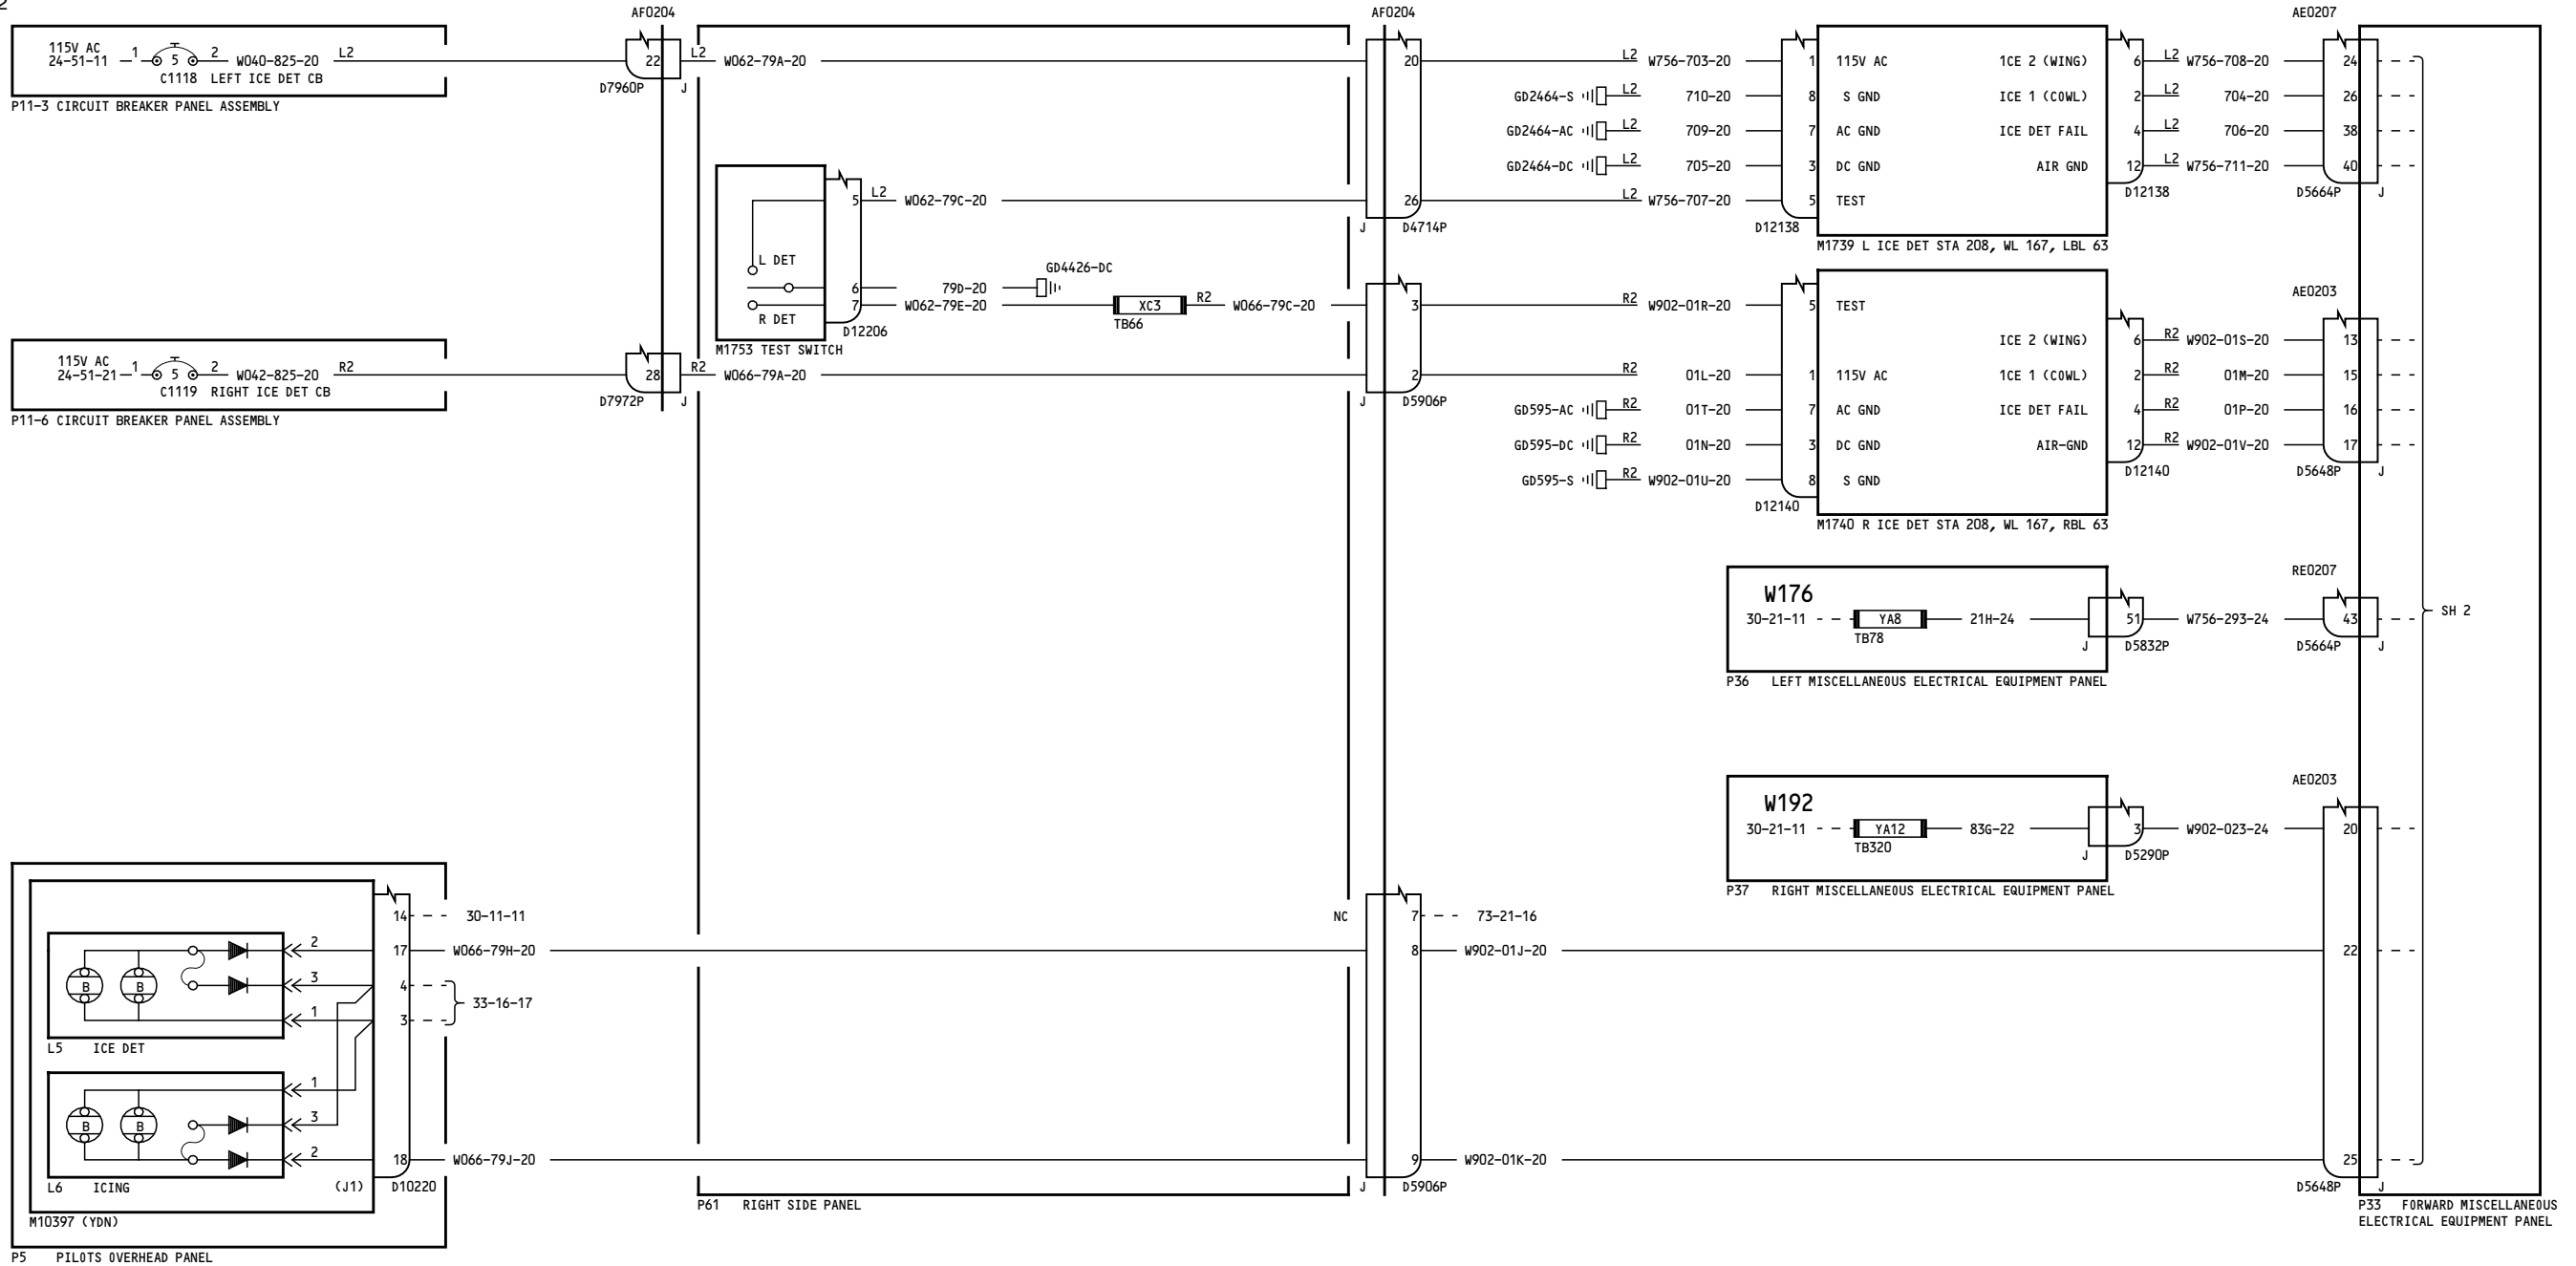 2
AF0204
AF0204
AE0207
115V AC
24-51-11
1
5
2
W040-825-20
L2
C1118 LEFT ICE DET CB
P11-3 CIRCUIT BREAKER PANEL ASSEMBLY
22
D7960P
J
L2
W062-79A-20
20
L2
W756-703-20
1
115V AC
1CE 2 (WING)
6
L2
W756-708-20
24
GD2464-S
L2
710-20
8
S GND
ICE 1 (COWL)
2
L2
704-20
26
GD2464-AC
L2
709-20
7
AC GND
ICE DET FAIL
4
L2
706-20
38
GD2464-DC
L2
705-20
3
DC GND
AIR GND
12
L2
W756-711-20
40
D12138
D5664P
J
5
L2
W062-79C-20
26
L2
W756-707-20
5
TEST
J
D4714P
D12138
M1739 L ICE DET STA 208, WL 167, LBL 63
L DET
R DET
6
79D-20
GD4426-DC
7
W062-79E-20
XC3
TB66
R2
W066-79C-20
D12206
M1753 TEST SWITCH
3
R2
W902-01R-20
5
TEST
AE0203
ICE 2 (WING)
6
R2
W902-01S-20
13
115V AC
24-51-21
1
5
2
W042-825-20
R2
C1119 RIGHT ICE DET CB
P11-6 CIRCUIT BREAKER PANEL ASSEMBLY
28
D7972P
J
R2
W066-79A-20
2
J
D5906P
R2
01L-20
1
115V AC
1CE 1 (COWL)
2
R2
01M-20
15
GD595-AC
R2
01T-20
7
AC GND
ICE DET FAIL
4
R2
01P-20
16
GD595-DC
R2
01N-20
3
DC GND
AIR-GND
12
R2
W902-01V-20
17
D12140
D5648P
J
GD595-S
R2
W902-01U-20
8
S GND
D12140
M1740 R ICE DET STA 208, WL 167, RBL 63
RE0207
W176
30-21-11
YA8
TB78
21H-24
51
J
D5832P
W756-293-24
43
D5664P
J
SH 2
P36 LEFT MISCELLANEOUS ELECTRICAL EQUIPMENT PANEL
AE0203
W192
30-21-11
YA12
TB320
83G-22
3
J
D5290P
W902-023-24
20
P37 RIGHT MISCELLANEOUS ELECTRICAL EQUIPMENT PANEL
14
30-11-11
NC
7
73-21-16
2
17
W066-79H-20
8
W902-01J-20
22
B
B
3
4
33-16-17
1
3
L5 ICE DET
1
B
B
3
2
18
W066-79J-20
9
W902-01K-20
25
L6 ICING
(J1)
D10220
J
D5906P
D5648P
J
M10397 (YDN)
P5 PILOTS OVERHEAD PANEL
P61 RIGHT SIDE PANEL
P33 FORWARD MISCELLANEOUS
ELECTRICAL EQUIPMENT PANEL